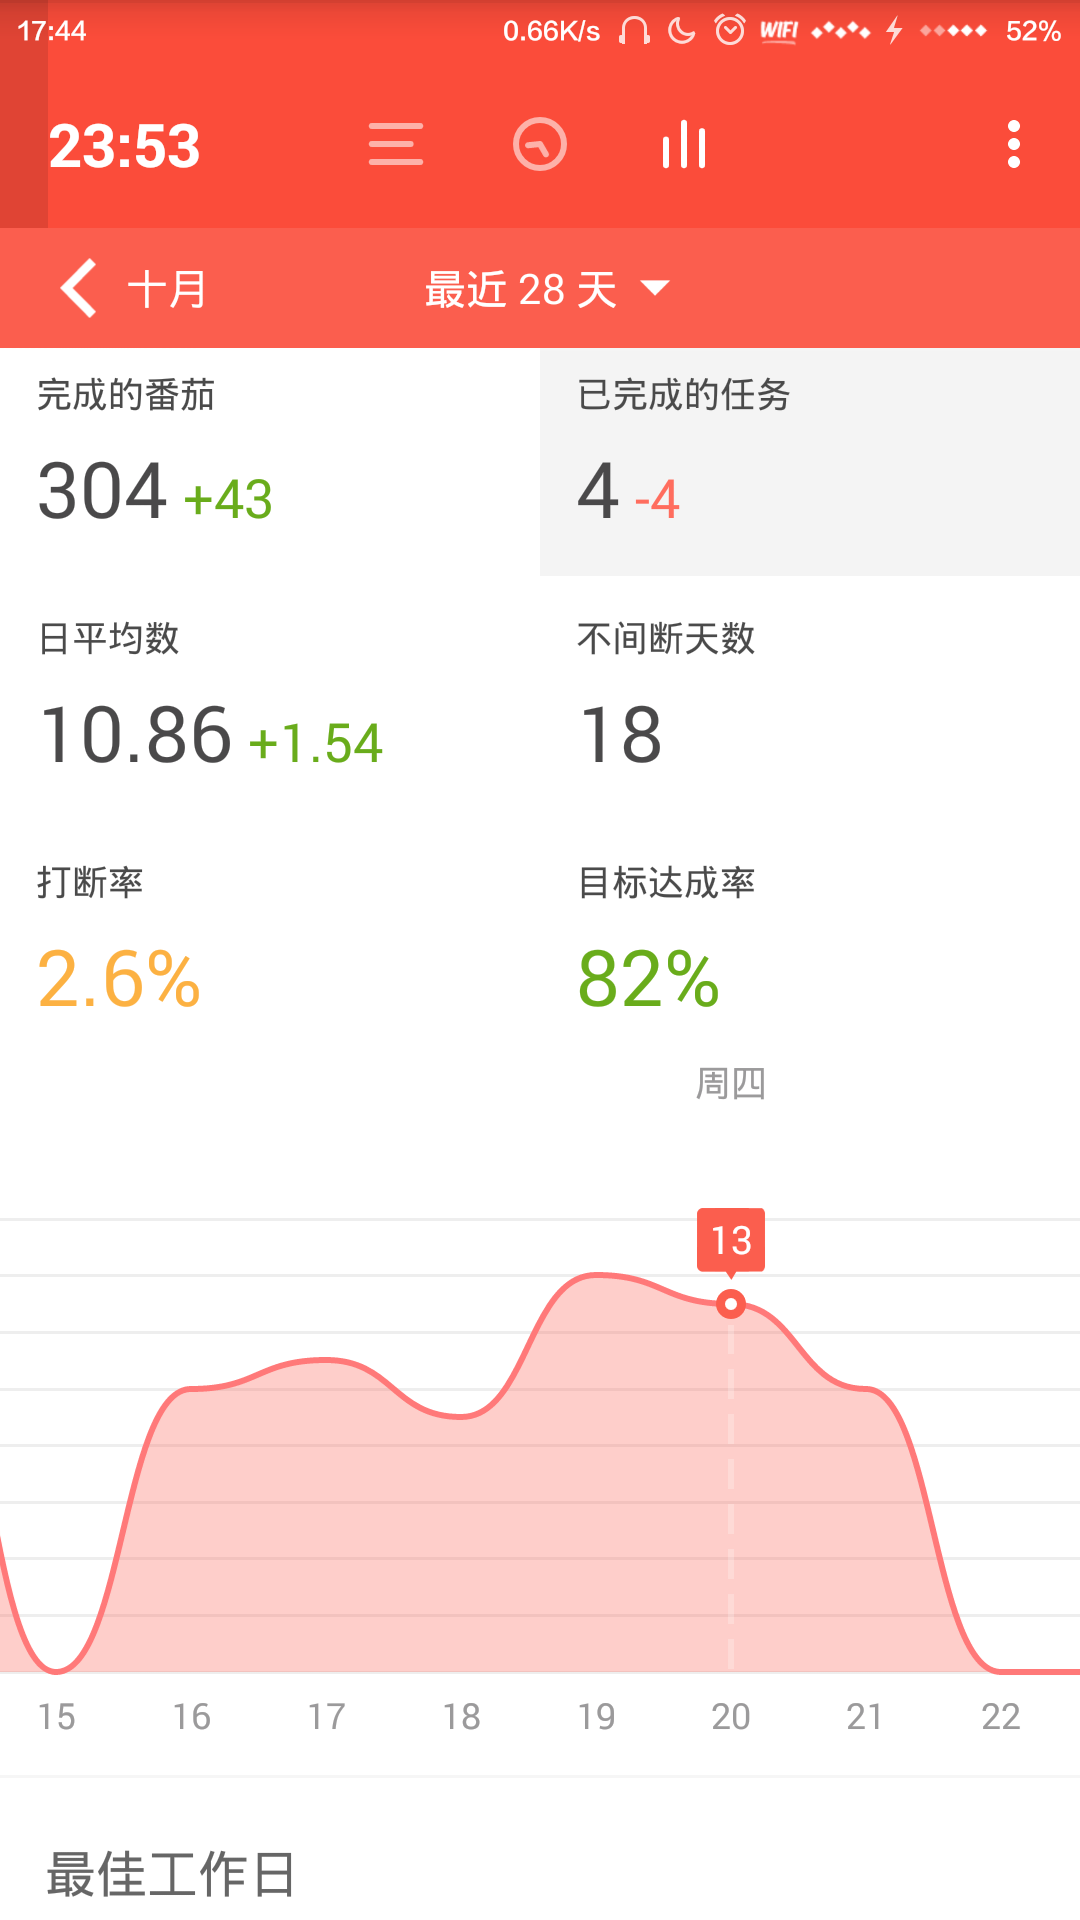 17:44 0.66K/s WIFI 52%
23:53
十月 最近 28 天
完成的番茄 已完成的任务
304 +43 4 -4
日平均数 不间断天数
10.86 +1.54 18
打断率 目标达成率
2.6% 82%
周四
13
15 16 17 18 19 20 21 22
最佳工作日